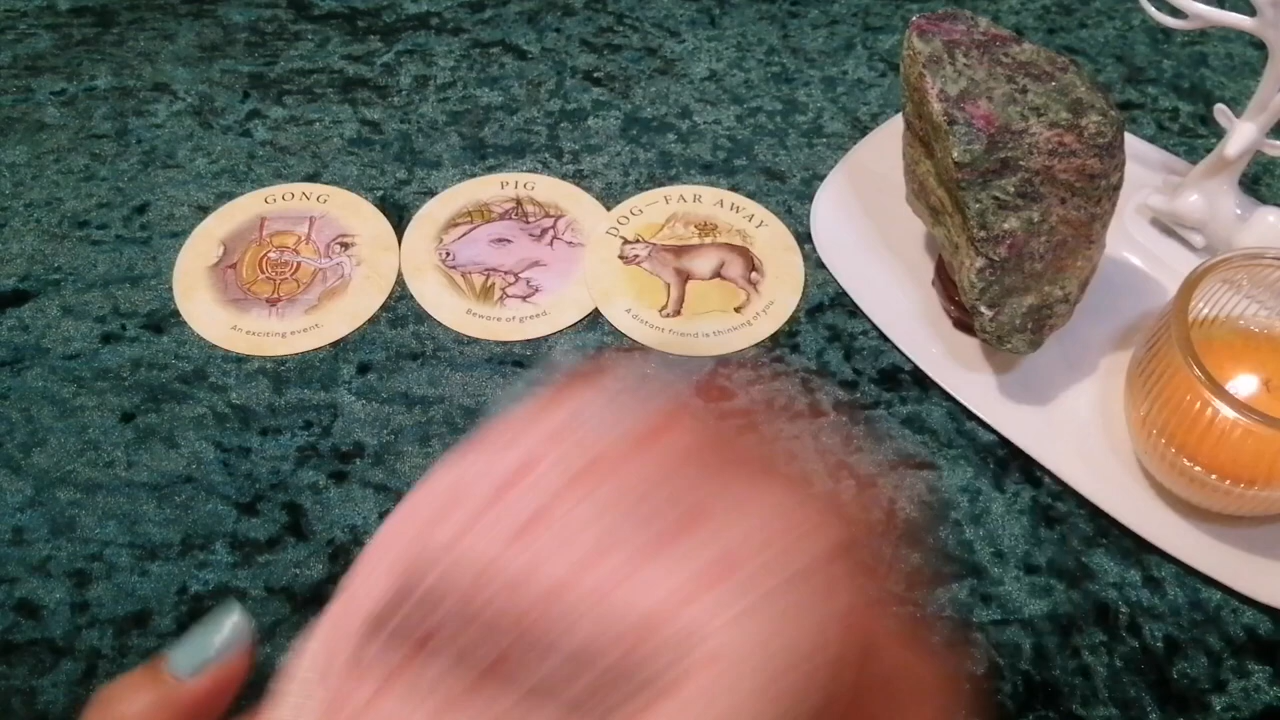 GONG
An exciting event.
PIG
Beware of greed.
DOG—FAR AWAY
A distant friend is thinking of you.